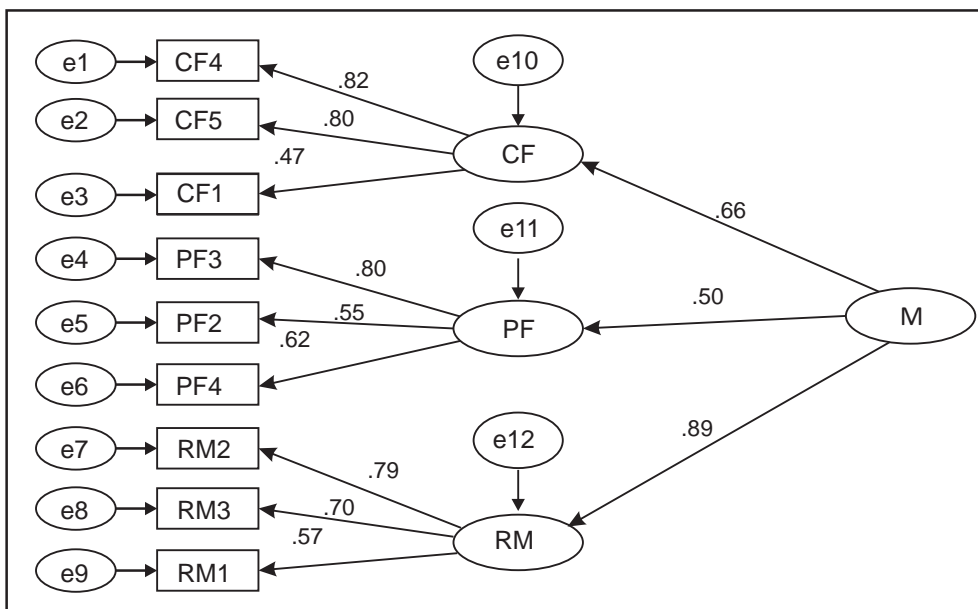 e1
CF4
e10
.82
e2
CF5
.80
CF
.47
e3
CF1
.66
e11
e4
PF3
.80
.50
M
e5
PF2
.55
PF
.62
e6
PF4
e12
.89
e7
RM2
.79
e8
RM3
.70
RM
.57
e9
RM1